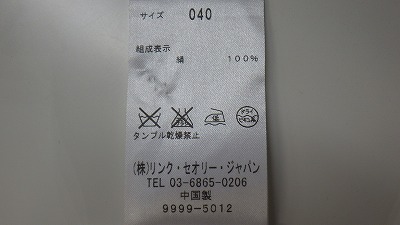 サイズ 040
組成表示
絹 100%
タンブル乾燥禁止
(株)リンク・セオリー・ジャパン
TEL 03-6865-0206
中国製
9999-5012